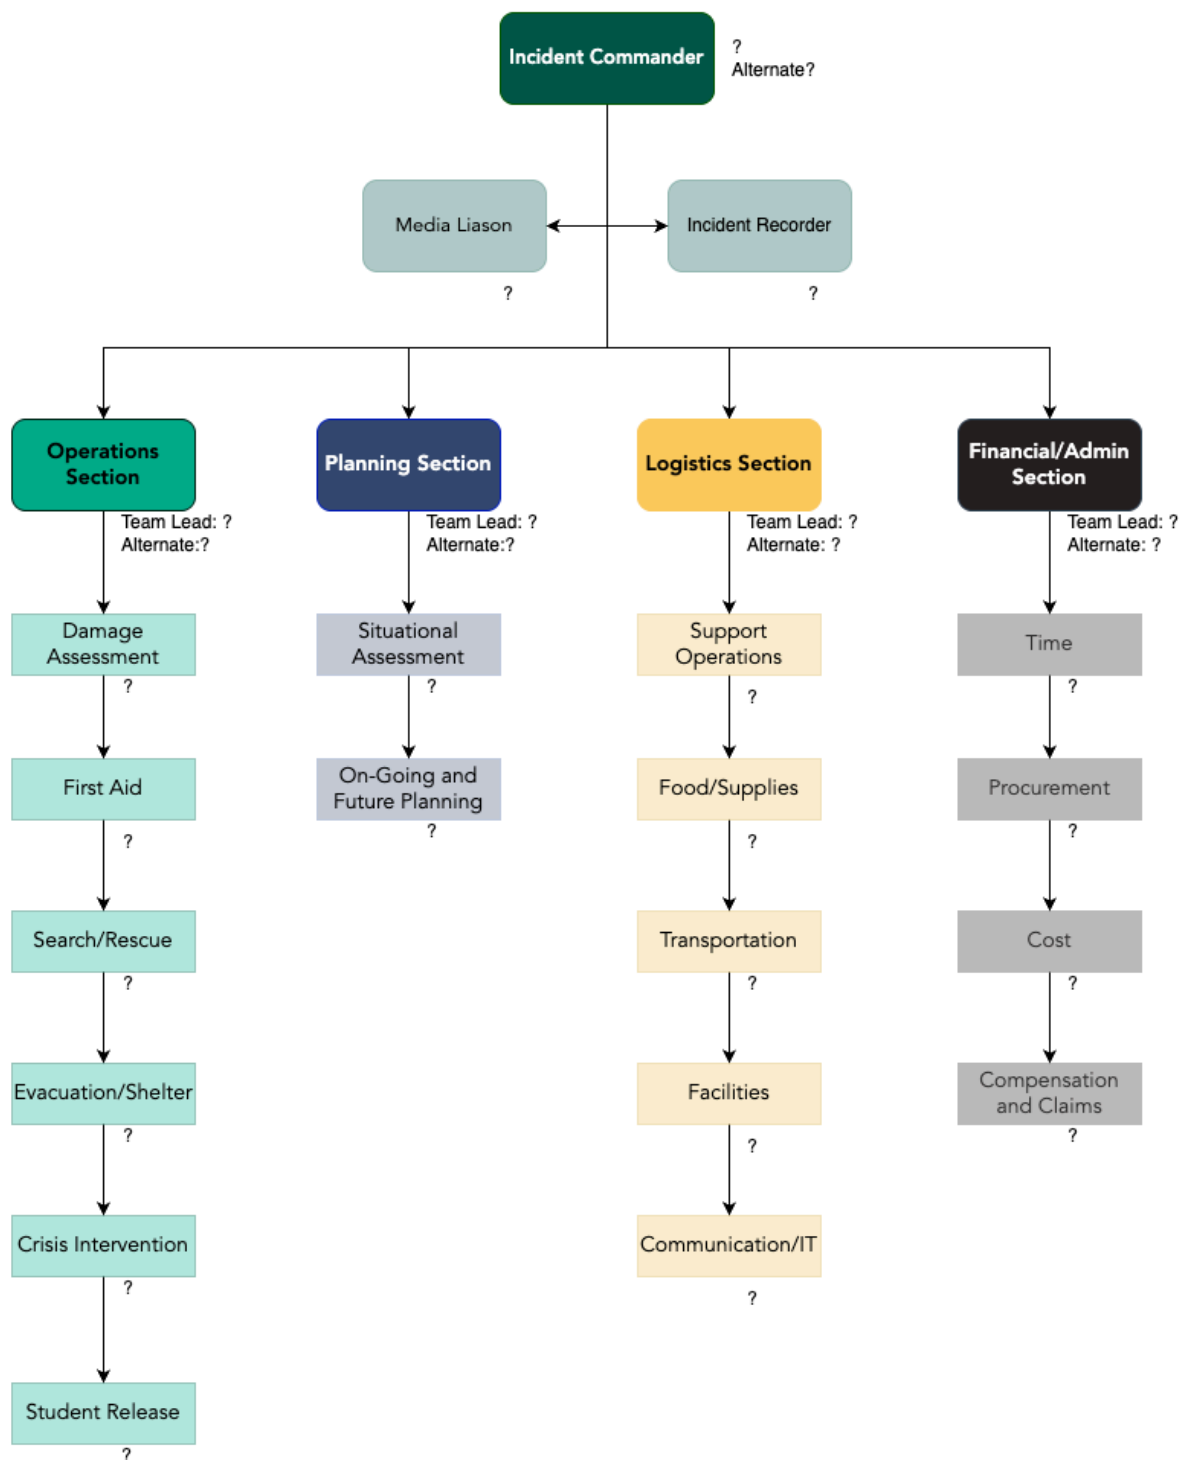 Incident Commander
?
Alternate?
Media Liason
Incident Recorder
?
?
Operations
Section
Planning Section
Logistics Section
Financial/Admin
Section
Team Lead: ?
Alternate:?
Team Lead: ?
Alternate:?
Team Lead: ?
Alternate: ?
Team Lead: ?
Alternate: ?
Damage
Assessment
?
Situational
Assessment
?
Support
Operations
?
Time
?
First Aid
?
On-Going and
Future Planning
?
Food/Supplies
?
Procurement
?
Search/Rescue
?
Transportation
?
Cost
?
Evacuation/Shelter
?
Facilities
?
Compensation
and Claims
?
Crisis Intervention
?
Communication/IT
?
Student Release
?